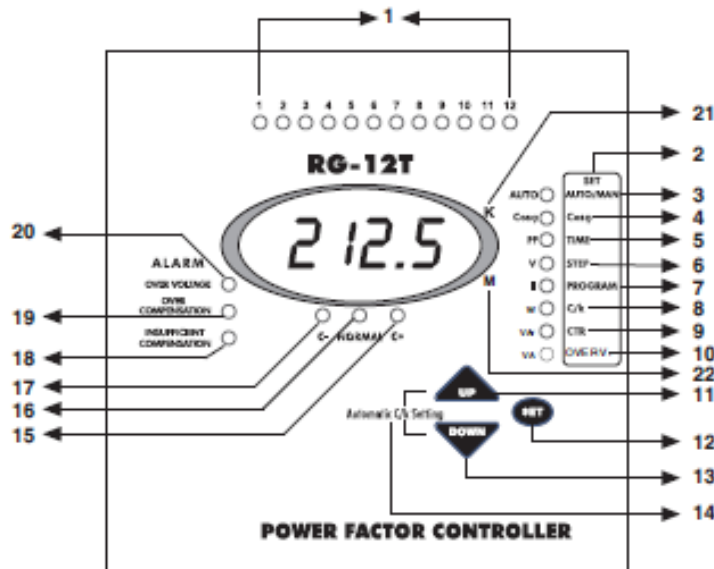 1
1 2 3 4 5 6 7 8 9 10 11 12
21
RG-12T
2
SET
AUTO AUTO/MAN 3
K
Cosφ Cosφ 4
20
212.5
PF TIME 5
ALARM
V STEP 6
M
OVER VOLTAGE
I PROGRAM 7
19
OVER
COMPENSATION
W C/k 8
18
INSUFFICIENT
COMPENSATION
C- NORMAL C+
VAr CTR 9
VA OVERV 10
17
22
16
UP
11
15
Automatic C/k Setting
SET
12
DOWN
13
14
POWER FACTOR CONTROLLER